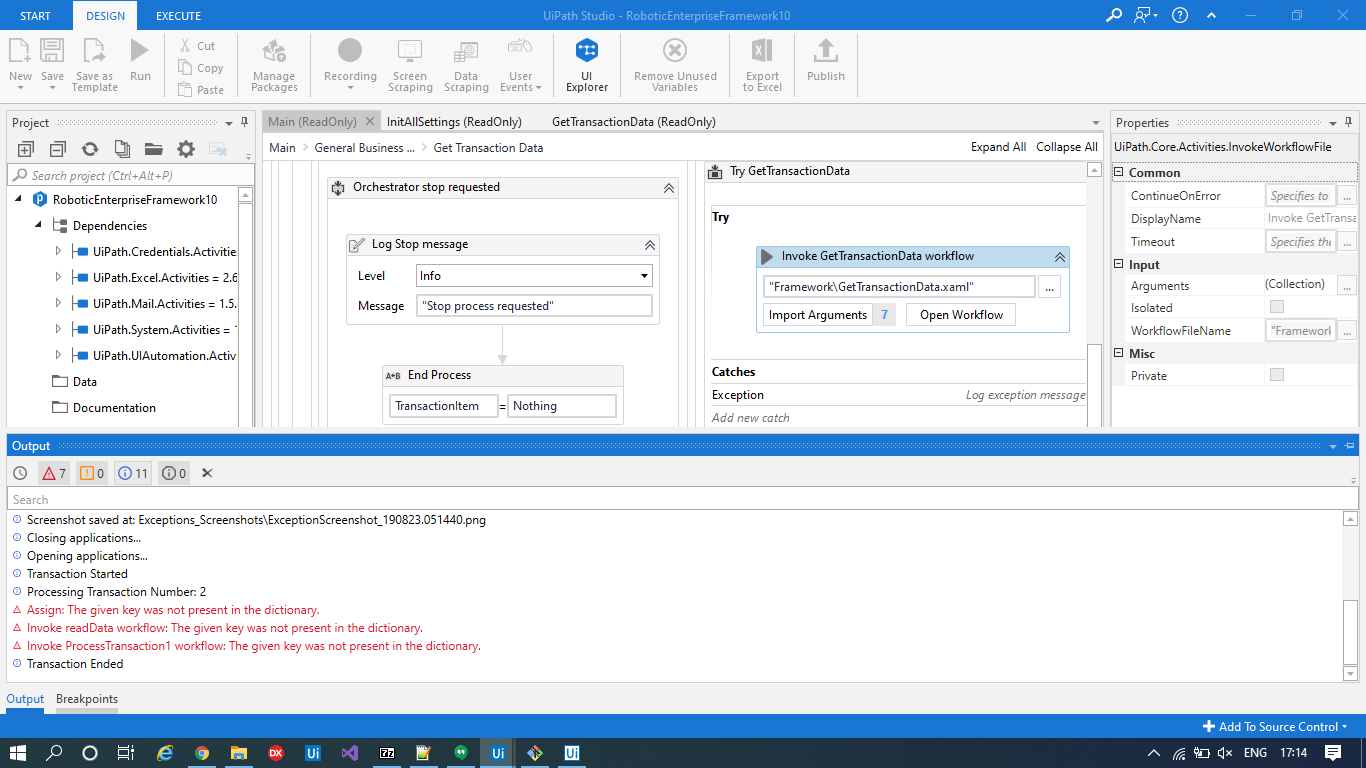 START DESIGN EXECUTE UiPath Studio - RoboticEnterpriseFramework10
New Save Save as Template Run
Cut
Copy
Paste
Manage Packages
Recording
Screen Scraping
Data Scraping
User Events
UI Explorer
Remove Unused Variables
Export to Excel
Publish
Project
Search project (Ctrl+Alt+P)
RoboticEnterpriseFramework10
Dependencies
UiPath.Credentials.Activitie
UiPath.Excel.Activities = 2.6
UiPath.Mail.Activities = 1.5.
UiPath.System.Activities =
UiPath.UIAutomation.Activ
Data
Documentation
Main (ReadOnly) InitAllSettings (ReadOnly) GetTransactionData (ReadOnly)
Main General Business ... Get Transaction Data Expand All Collapse All
Orchestrator stop requested
Log Stop message
Level Info
Message "Stop process requested"
End Process
TransactionItem = Nothing
Try GetTransactionData
Try
Invoke GetTransactionData workflow
"Framework\GetTransactionData.xaml" ...
Import Arguments 7 Open Workflow
Catches
Exception Log exception message
Add new catch
Properties
UiPath.Core.Activities.InvokeWorkflowFile
Common
ContinueOnError Specifies to ...
DisplayName Invoke GetTransa
Timeout Specifies the ...
Input
Arguments (Collection) ...
Isolated
WorkflowFileName "Framework ...
Misc
Private
Output
7 0 11 0
Search
Screenshot saved at: Exceptions_Screenshots\ExceptionScreenshot_190823.051440.png
Closing applications...
Opening applications...
Transaction Started
Processing Transaction Number: 2
Assign: The given key was not present in the dictionary.
Invoke readData workflow: The given key was not present in the dictionary.
Invoke ProcessTransaction1 workflow: The given key was not present in the dictionary.
Transaction Ended
Output Breakpoints
Add To Source Control
ENG 17:14